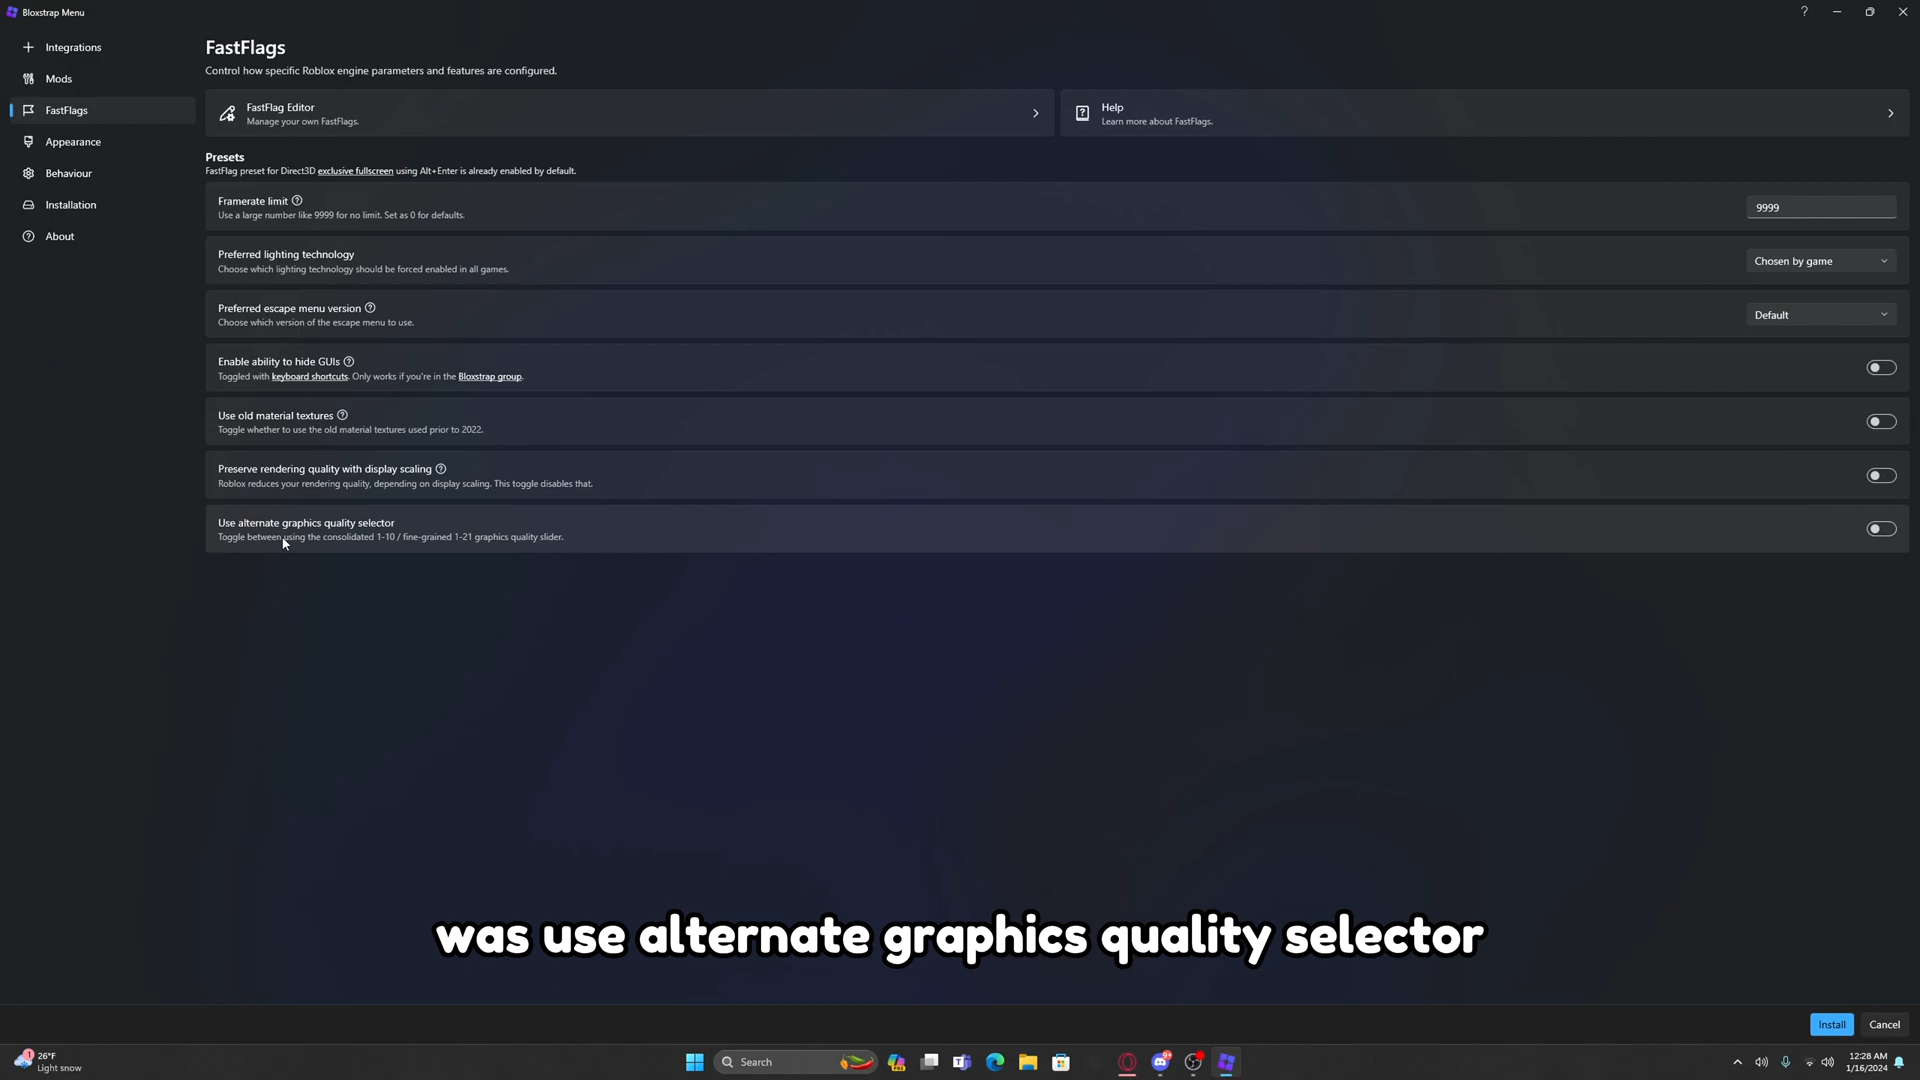 Bloxstrap Menu
Integrations
Mods
FastFlags
Appearance
Behaviour
Installation
About
FastFlags
Control how specific Roblox engine parameters and features are configured.
FastFlag Editor
Manage your own FastFlags.
Help
Learn more about FastFlags.
Presets
FastFlag preset for Direct3D exclusive fullscreen using Alt+Enter is already enabled by default.
Framerate limit
Use a large number like 9999 for no limit. Set as 0 for defaults.
9999
Preferred lighting technology
Choose which lighting technology should be forced enabled in all games.
Chosen by game
Preferred escape menu version
Choose which version of the escape menu to use.
Default
Enable ability to hide GUIs
Toggled with keyboard shortcuts. Only works if you're in the Bloxstrap group.
Use old material textures
Toggle whether to use the old material textures used prior to 2022.
Preserve rendering quality with display scaling
Roblox reduces your rendering quality, depending on display scaling. This toggle disables that.
Use alternate graphics quality selector
Toggle between using the consolidated 1-10 / fine-grained 1-21 graphics quality slider.
was use alternate graphics quality selector
Install
Cancel
1
26°F
Light snow
Search
PRE
9+
12:28 AM
1/16/2024